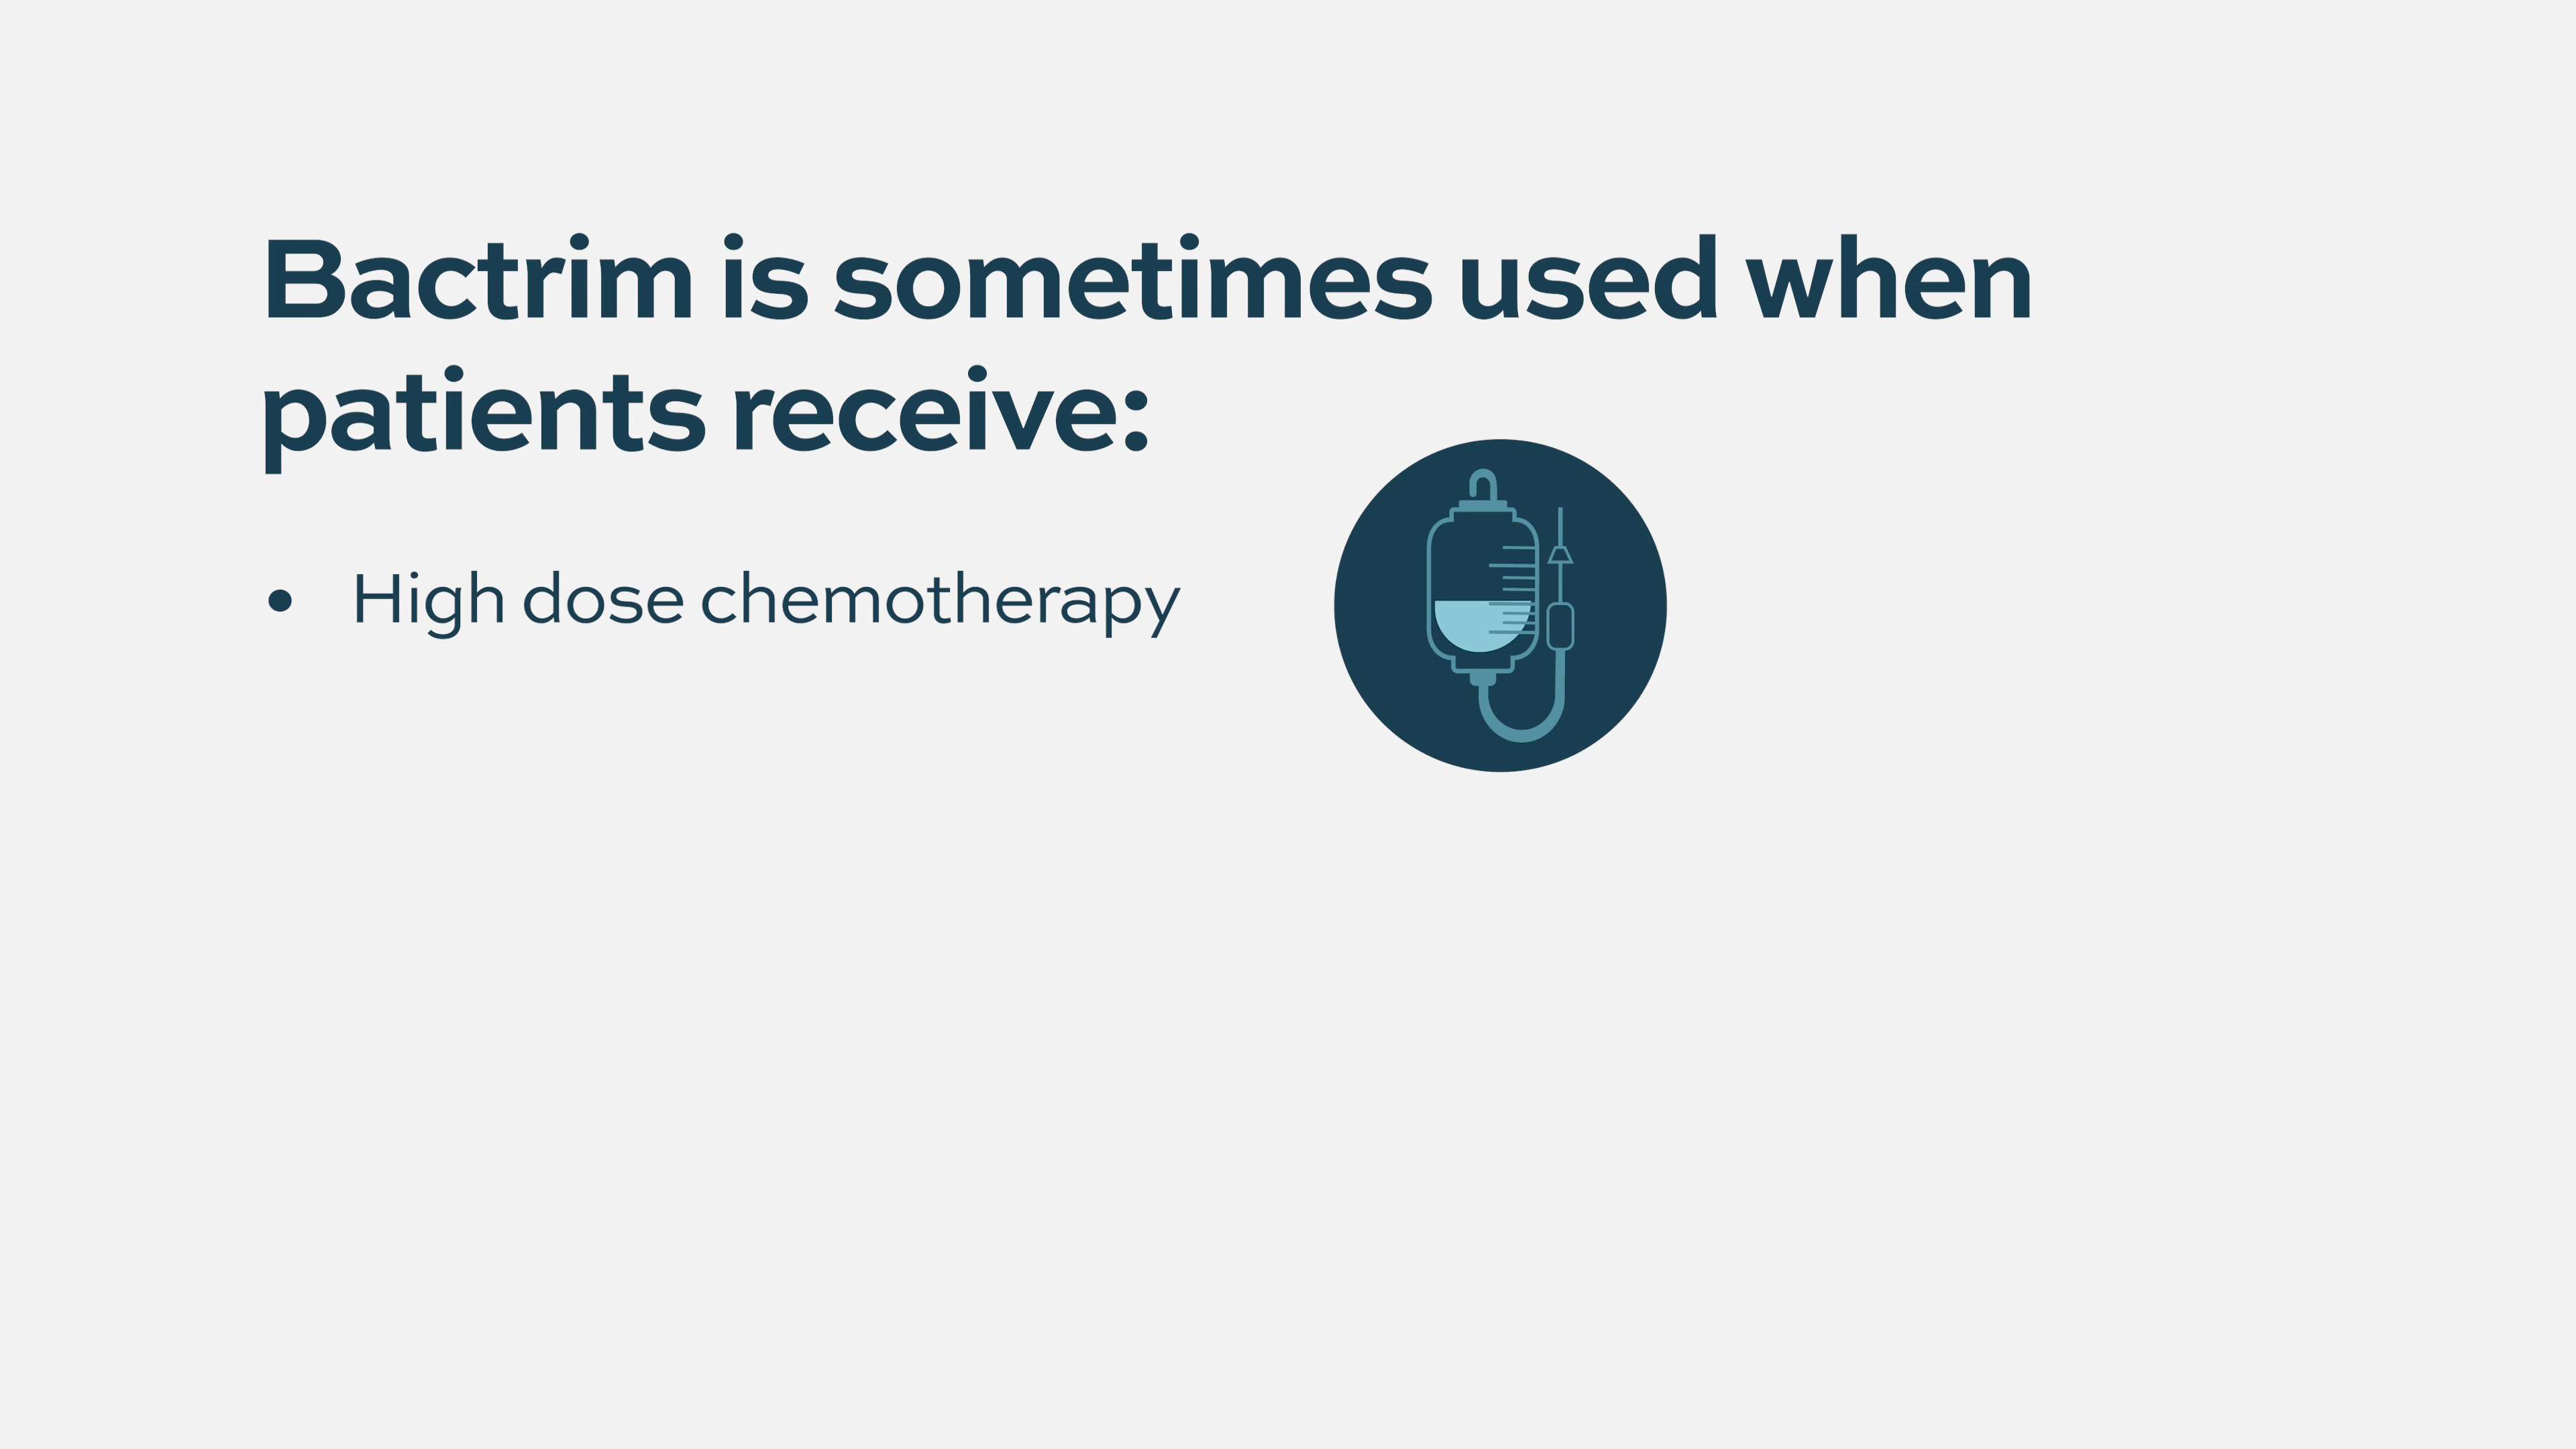 Bactrim is sometimes used when
patients receive:
• High dose chemotherapy